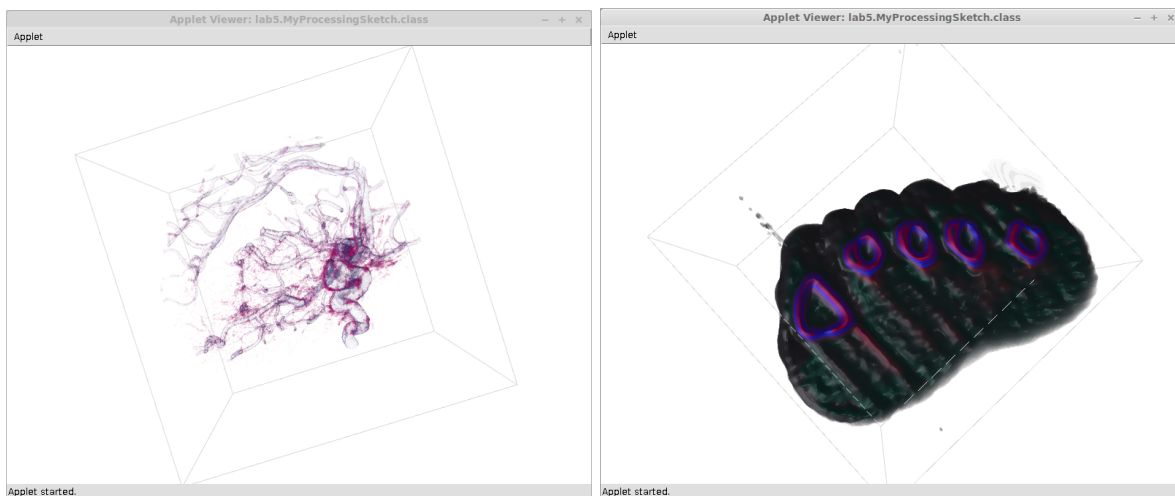 Applet Viewer: lab5.MyProcessingSketch.class
Applet
Applet started.
Applet Viewer: lab5.MyProcessingSketch.class
Applet
Applet started.